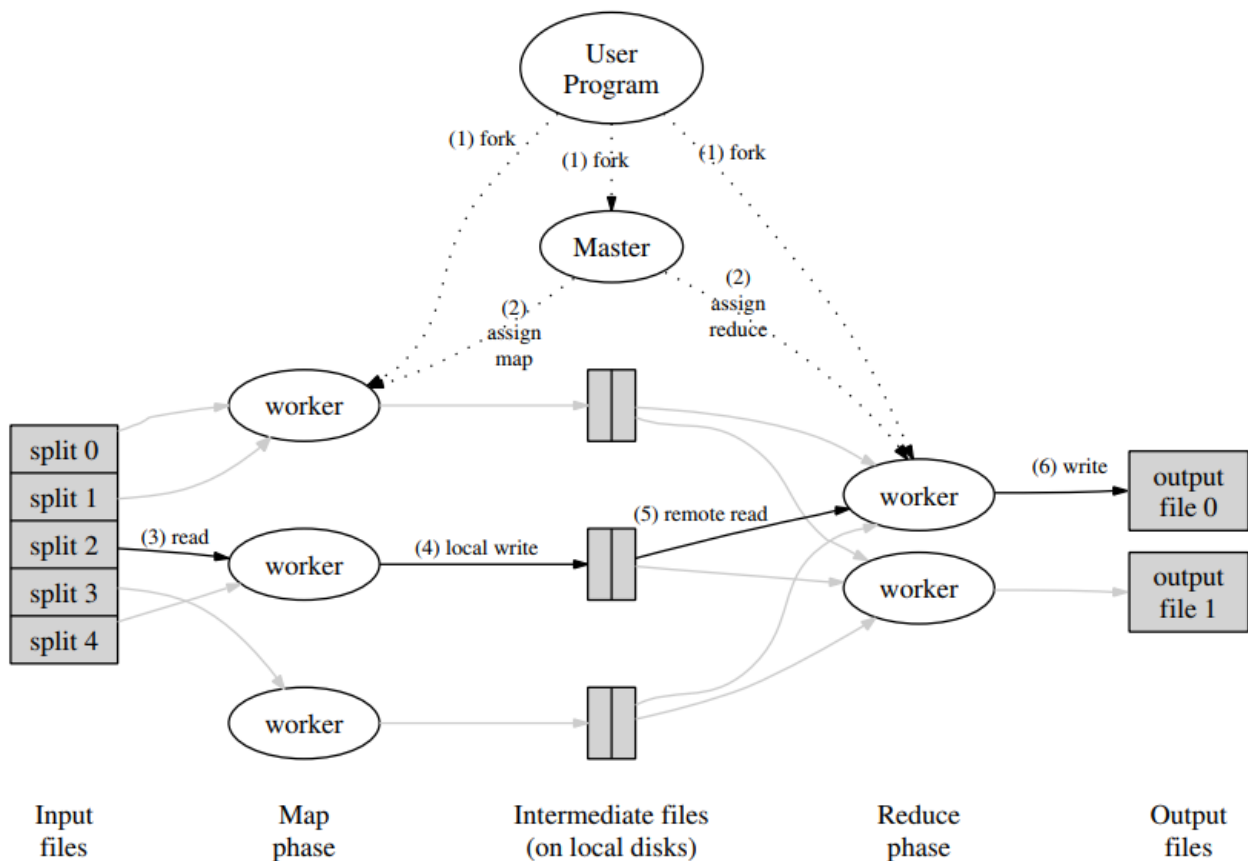 User
Program
(1) fork
(1) fork
(1) fork
Master
(2)
assign
map
(2)
assign
reduce
worker
split 0
split 1
split 2
split 3
split 4
(3) read
worker
(4) local write
worker
(5) remote read
worker
(6) write
output
file 0
worker
output
file 1
Input
files
Map
phase
Intermediate files
(on local disks)
Reduce
phase
Output
files